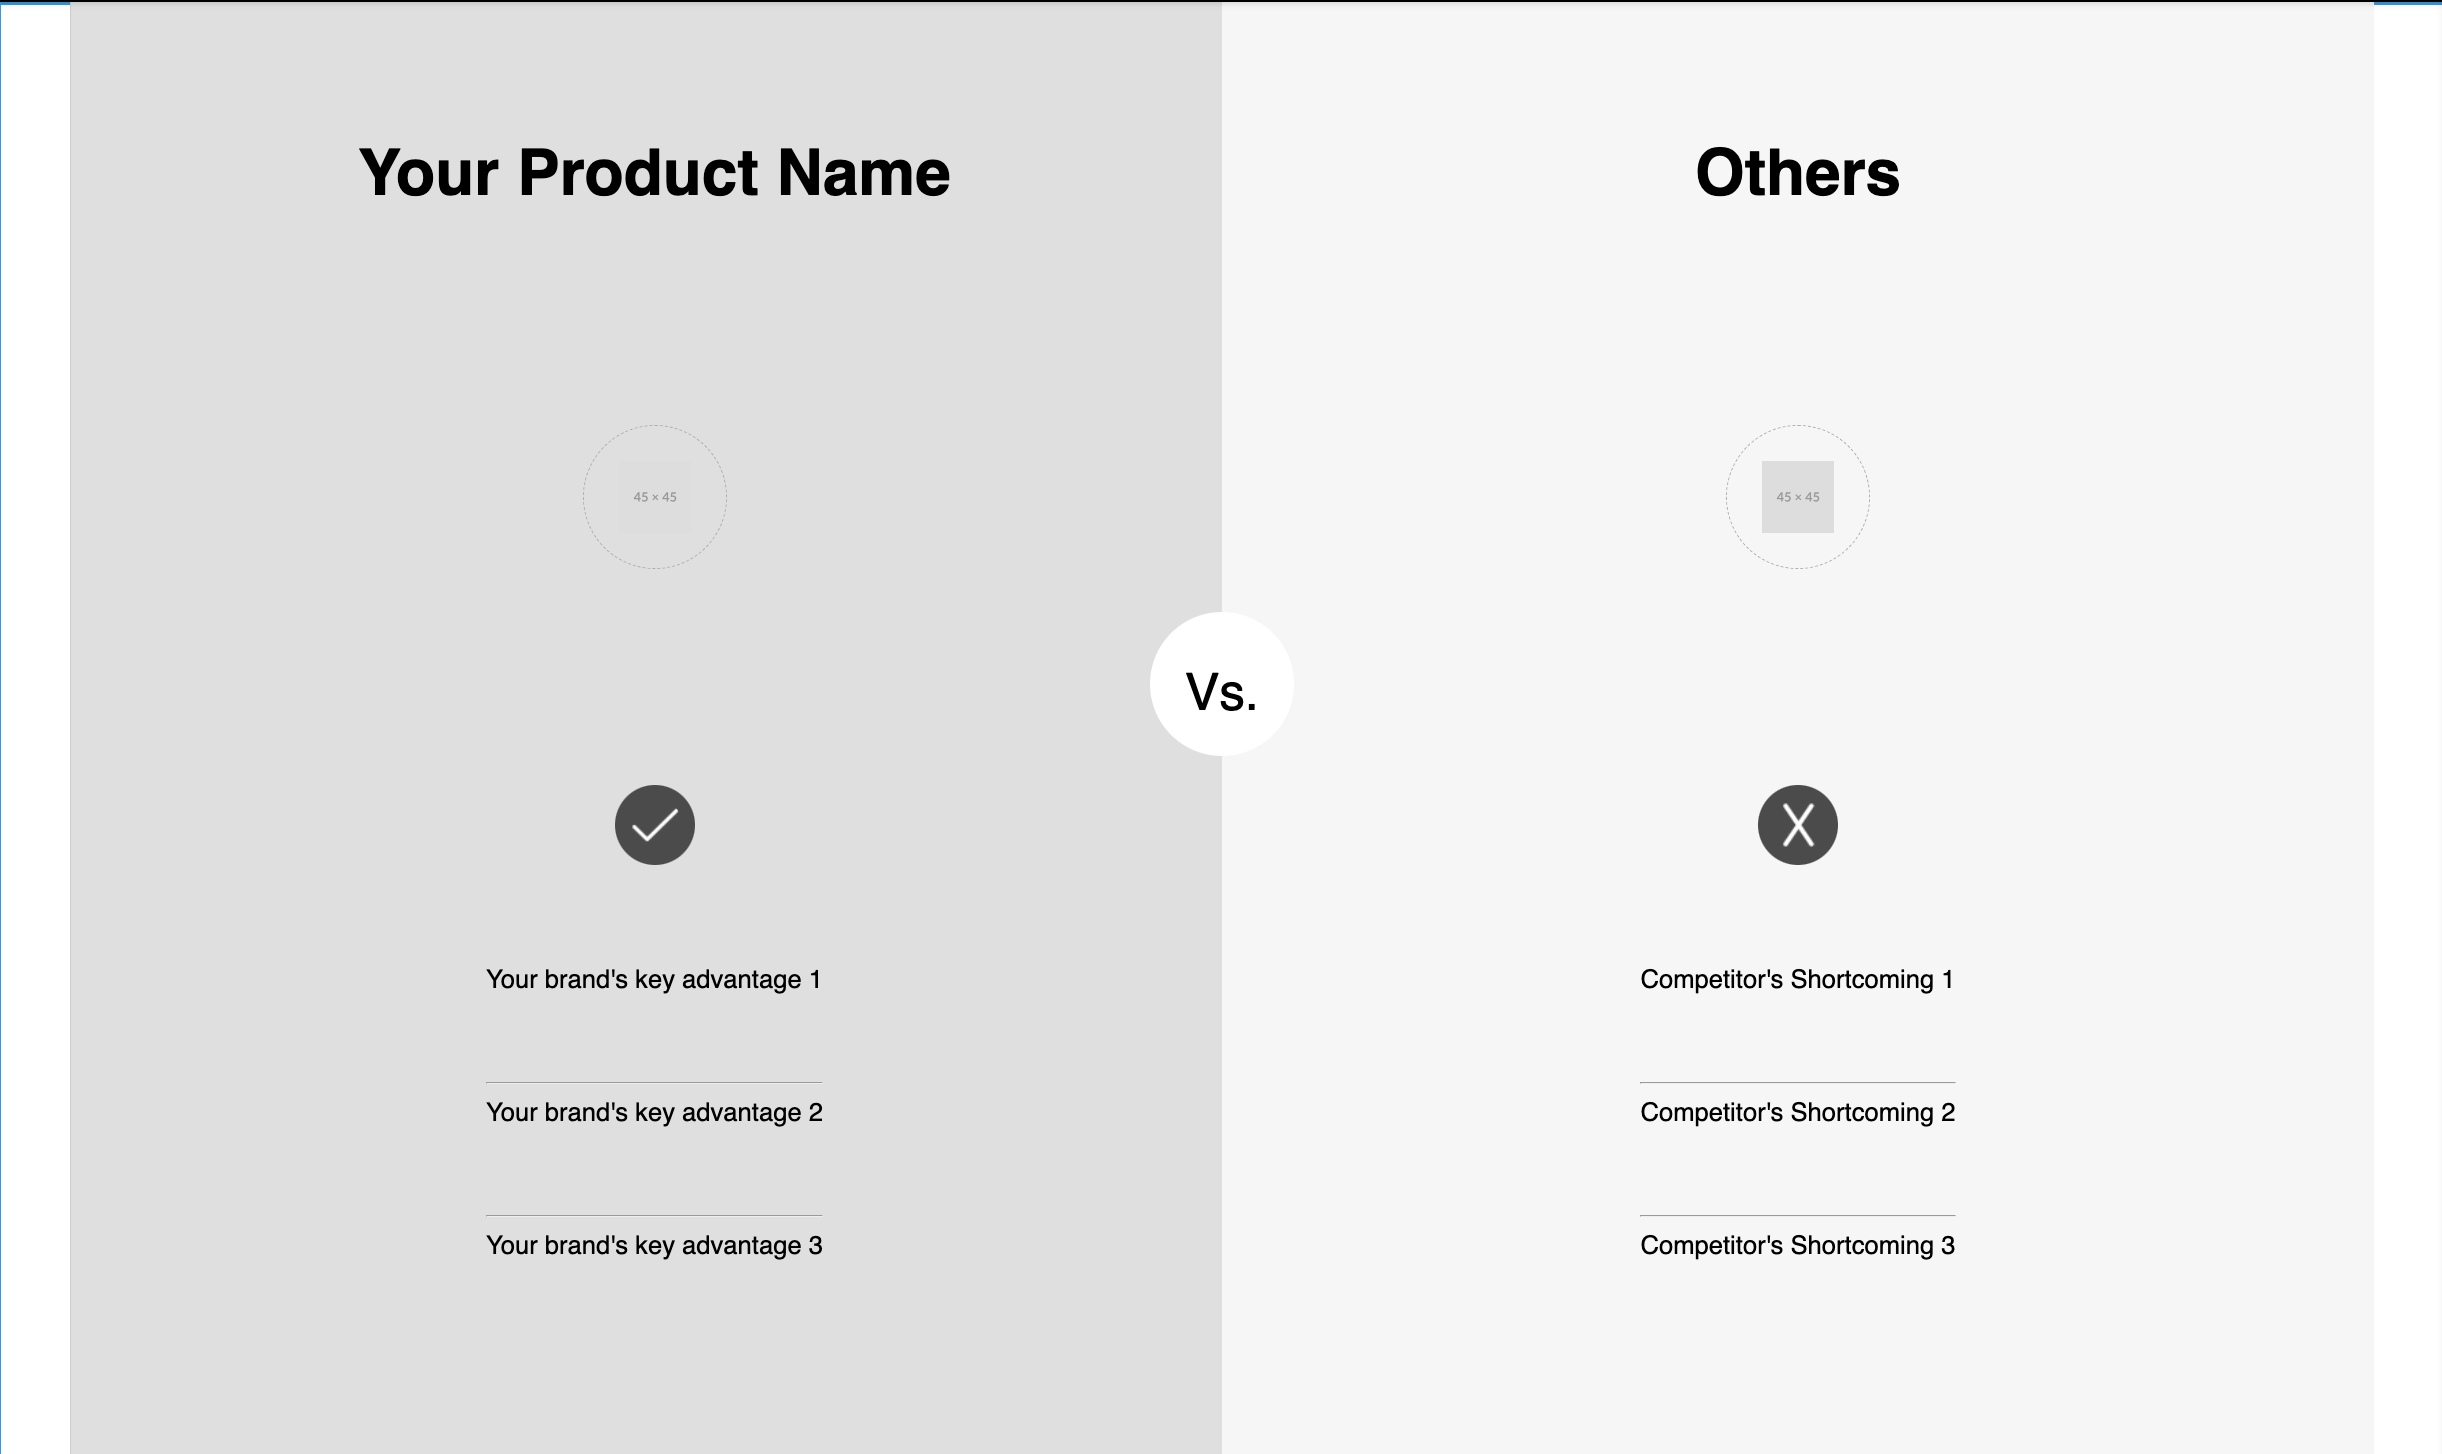 Your Product Name
45 × 45
Your brand's key advantage 1
Your brand's key advantage 2
Your brand's key advantage 3
Vs.
Others
45 × 45
X
Competitor's Shortcoming 1
Competitor's Shortcoming 2
Competitor's Shortcoming 3